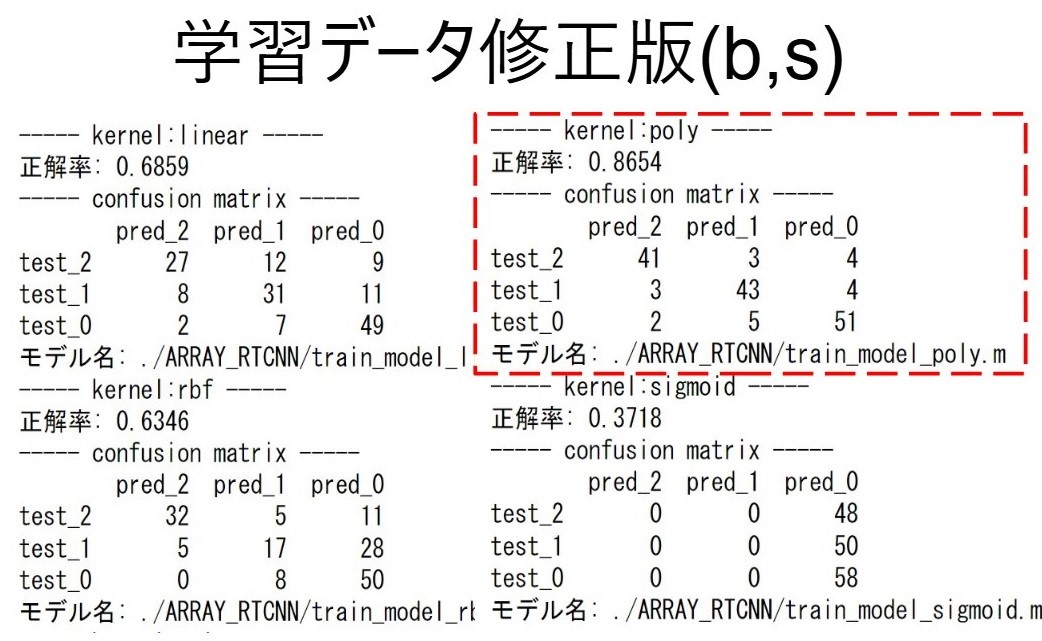 学習データ修正版(b,s)
----- kernel:linear -----
正解率: 0.6859
----- confusion matrix -----
pred_2 pred_1 pred_0
test_2 27 12 9
test_1 8 31 11
test_0 2 7 49
モデル名: ./ARRAY_RTCNN/train_model_l
----- kernel:poly -----
正解率: 0.8654
----- confusion matrix -----
pred_2 pred_1 pred_0
test_2 41 3 4
test_1 3 43 4
test_0 2 5 51
モデル名: ./ARRAY_RTCNN/train_model_poly.m
----- kernel:rbf -----
正解率: 0.6346
----- confusion matrix -----
pred_2 pred_1 pred_0
test_2 32 5 11
test_1 5 17 28
test_0 0 8 50
モデル名: ./ARRAY_RTCNN/train_model_rb
----- kernel:sigmoid -----
正解率: 0.3718
----- confusion matrix -----
pred_2 pred_1 pred_0
test_2 0 0 48
test_1 0 0 50
test_0 0 0 58
モデル名: ./ARRAY_RTCNN/train_model_sigmoid.m